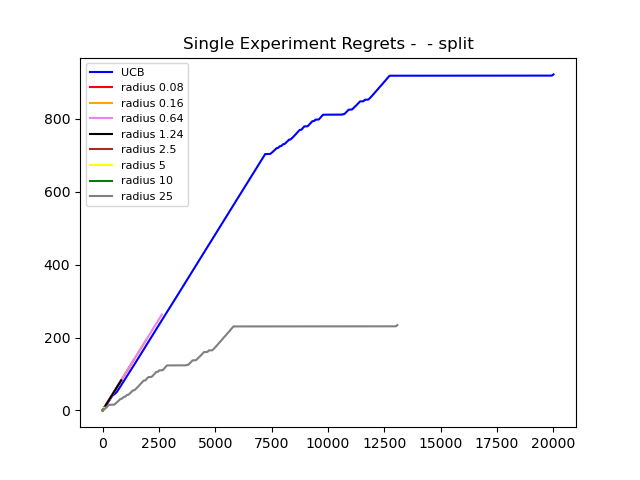 Single Experiment Regrets -  - split
UCB
radius 0.08
radius 0.16
radius 0.64
radius 1.24
radius 2.5
radius 5
radius 10
radius 25
800
600
400
200
0
0 2500 5000 7500 10000 12500 15000 17500 20000